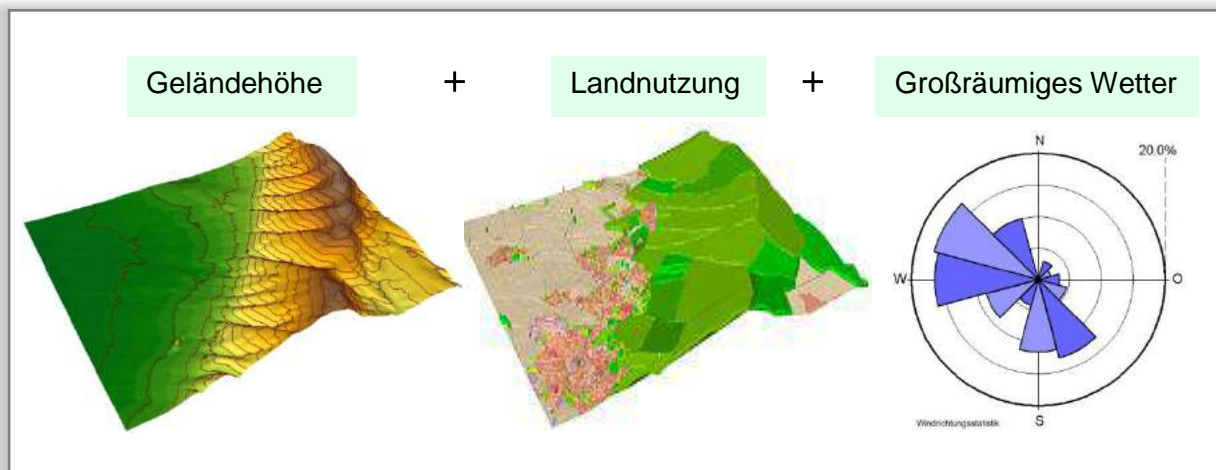 Geländehöhe + Landnutzung + Großräumiges Wetter
N
20.0%
W
O
Windrichtungsstatistik
S